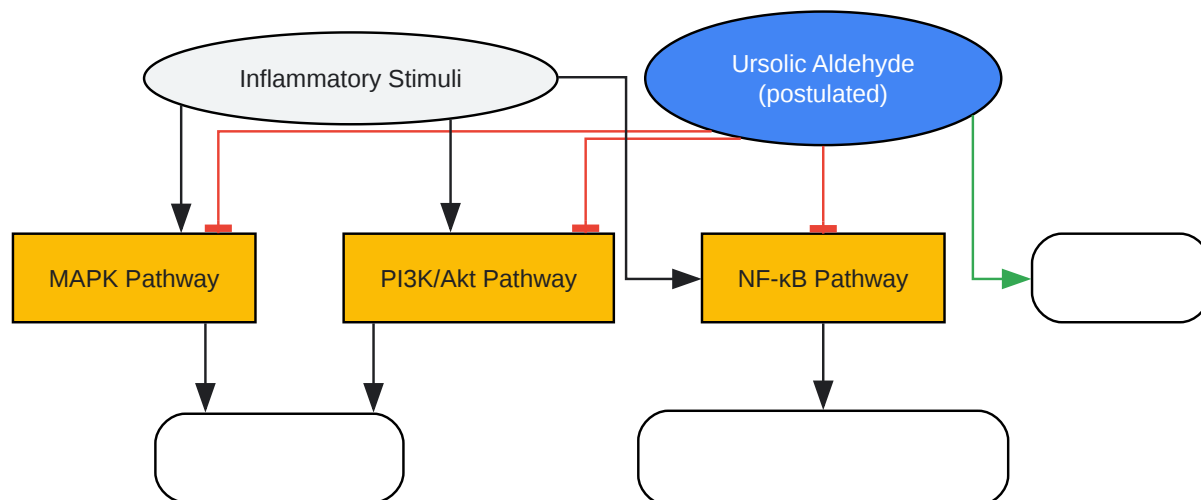 Inflammatory Stimuli
Ursolic Aldehyde
(postulated)
MAPK Pathway
PI3K/Akt Pathway
NF-κB Pathway